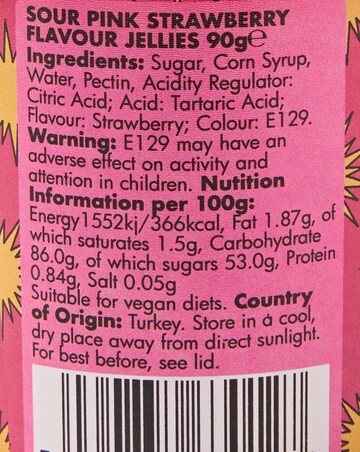 SOUR PINK STRAWBERRY
FLAVOUR JELLIES 90g℮
Ingredients: Sugar, Corn Syrup,
Water, Pectin, Acidity Regulator:
Citric Acid; Acid: Tartaric Acid;
Flavour: Strawberry; Colour: E129.
Warning: E129 may have an
adverse effect on activity and
attention in children. Nutition
Information per 100g:
Energy1552kj/366kcal, Fat 1.87g, of
which saturates 1.5g, Carbohydrate
86.0g, of which sugars 53.0g, Protein
0.84g, Salt 0.05g
Suitable for vegan diets. Country
of Origin: Turkey. Store in a cool,
dry place away from direct sunlight.
For best before, see lid.